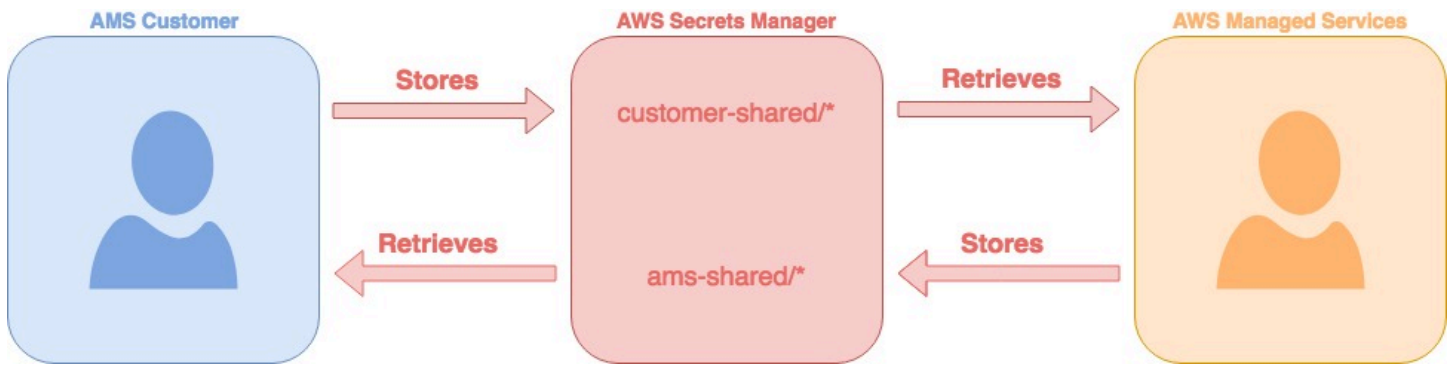 AMS Customer
AWS Secrets Manager
AWS Managed Services
Stores
Retrieves
customer-shared/*
Retrieves
Stores
ams-shared/*